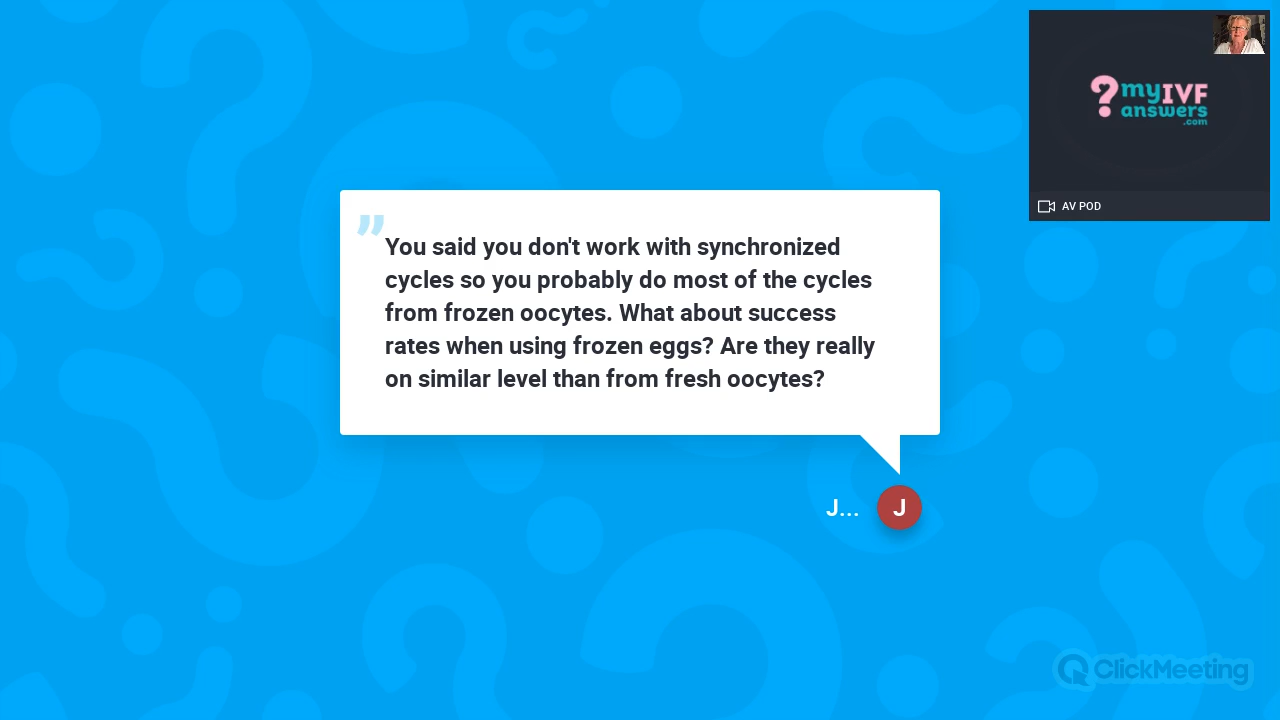 ?myIVF
answers
.com
AV POD
”
You said you don't work with synchronized
cycles so you probably do most of the cycles
from frozen oocytes. What about success
rates when using frozen eggs? Are they really
on similar level than from fresh oocytes?
J...
J
ClickMeeting